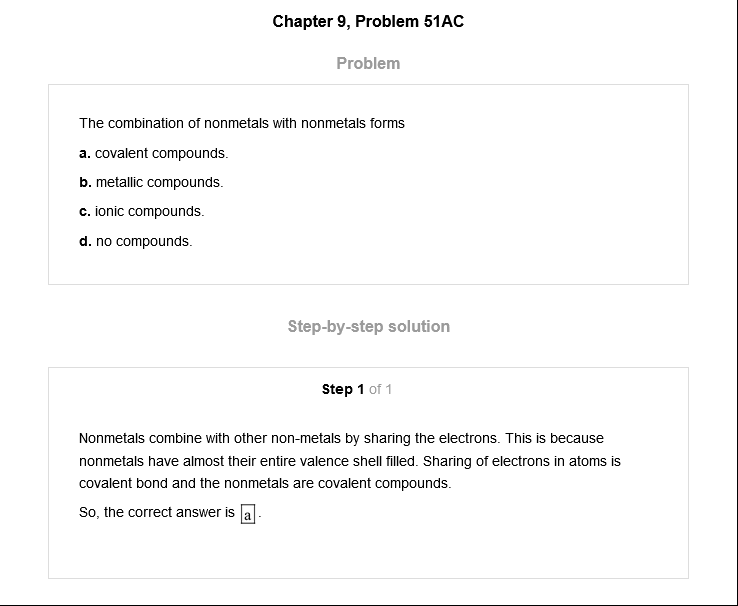 Chapter 9, Problem 51AC
Problem
The combination of nonmetals with nonmetals forms
a. covalent compounds.
b. metallic compounds.
c. ionic compounds.
d. no compounds.
Step-by-step solution
Step 1 of 1
Nonmetals combine with other non-metals by sharing the electrons. This is because
nonmetals have almost their entire valence shell filled. Sharing of electrons in atoms is
covalent bond and the nonmetals are covalent compounds.
So, the correct answer is a .